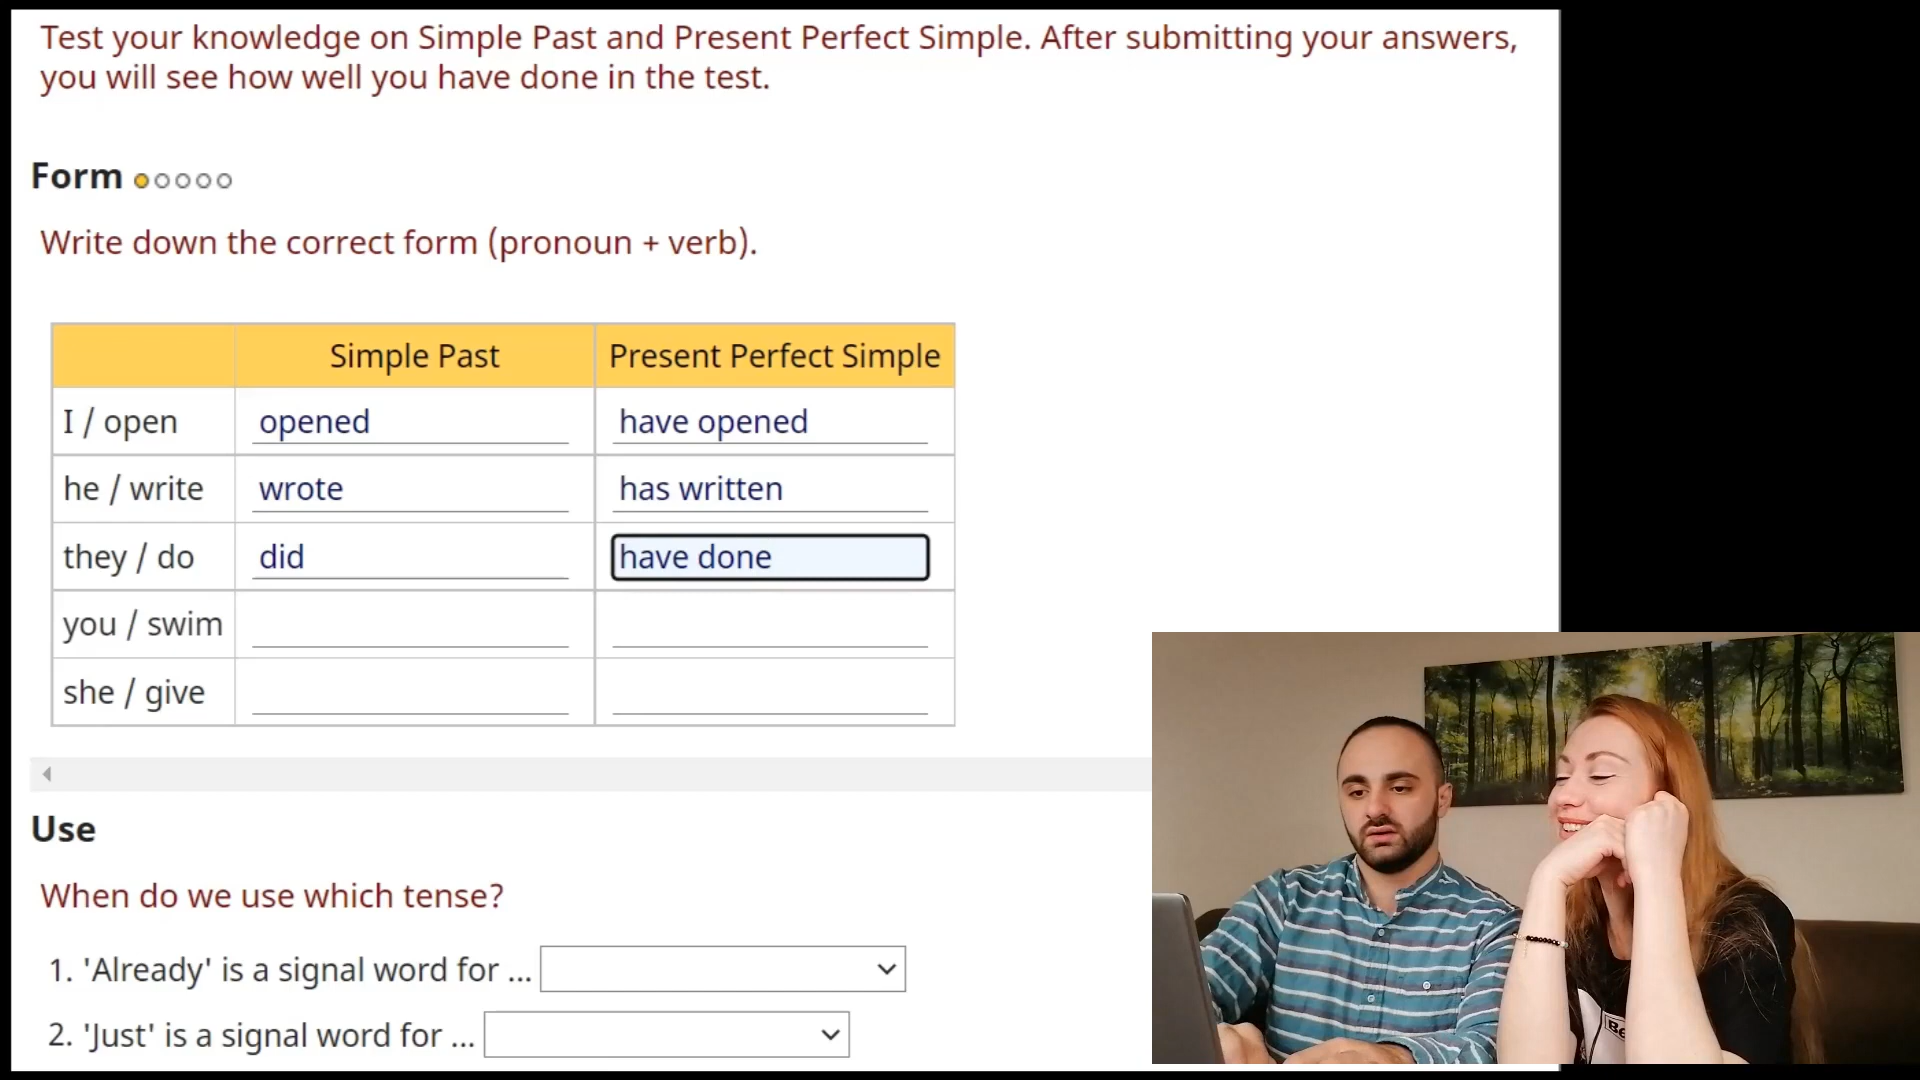 Test your knowledge on Simple Past and Present Perfect Simple. After submitting your answers,
you will see how well you have done in the test.
Form
Write down the correct form (pronoun + verb).
Simple Past Present Perfect Simple
I / open opened have opened
he / write wrote has written
they / do did have done
you / swim
she / give
Use
When do we use which tense?
1. 'Already' is a signal word for ...
2. 'Just' is a signal word for ...